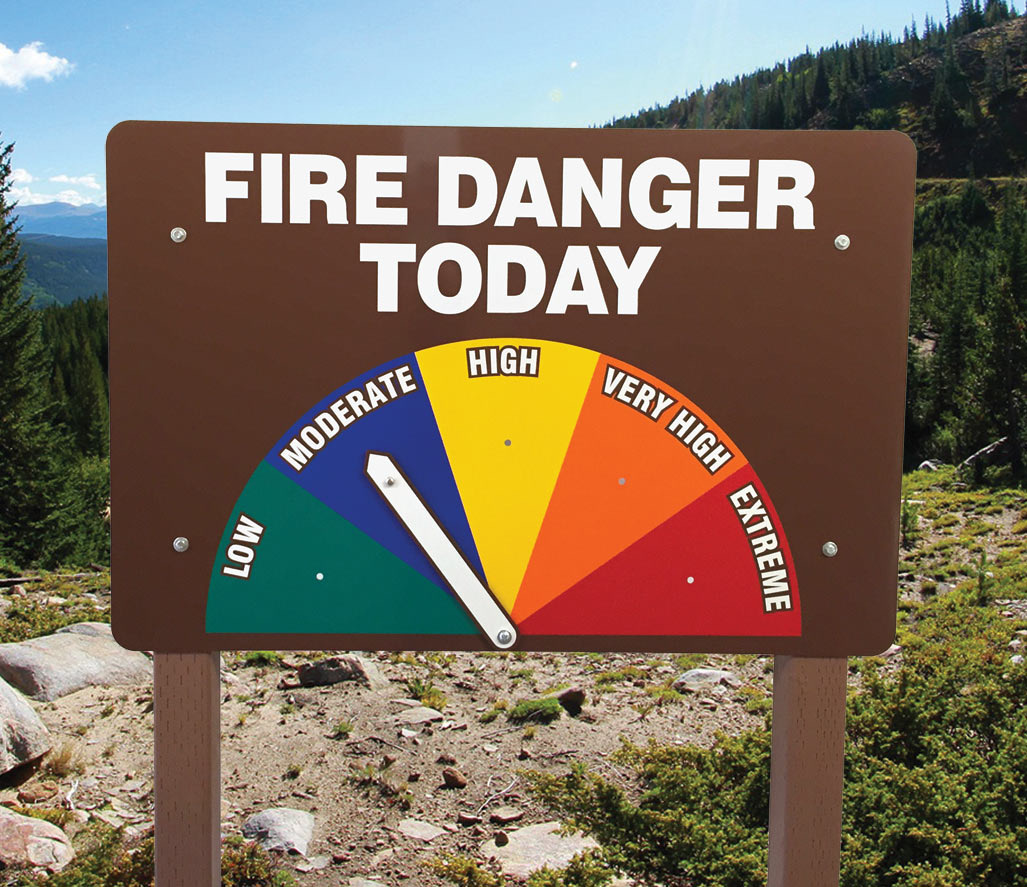 FIRE DANGER
TODAY
LOW
MODERATE
HIGH
VERY HIGH
EXTREME